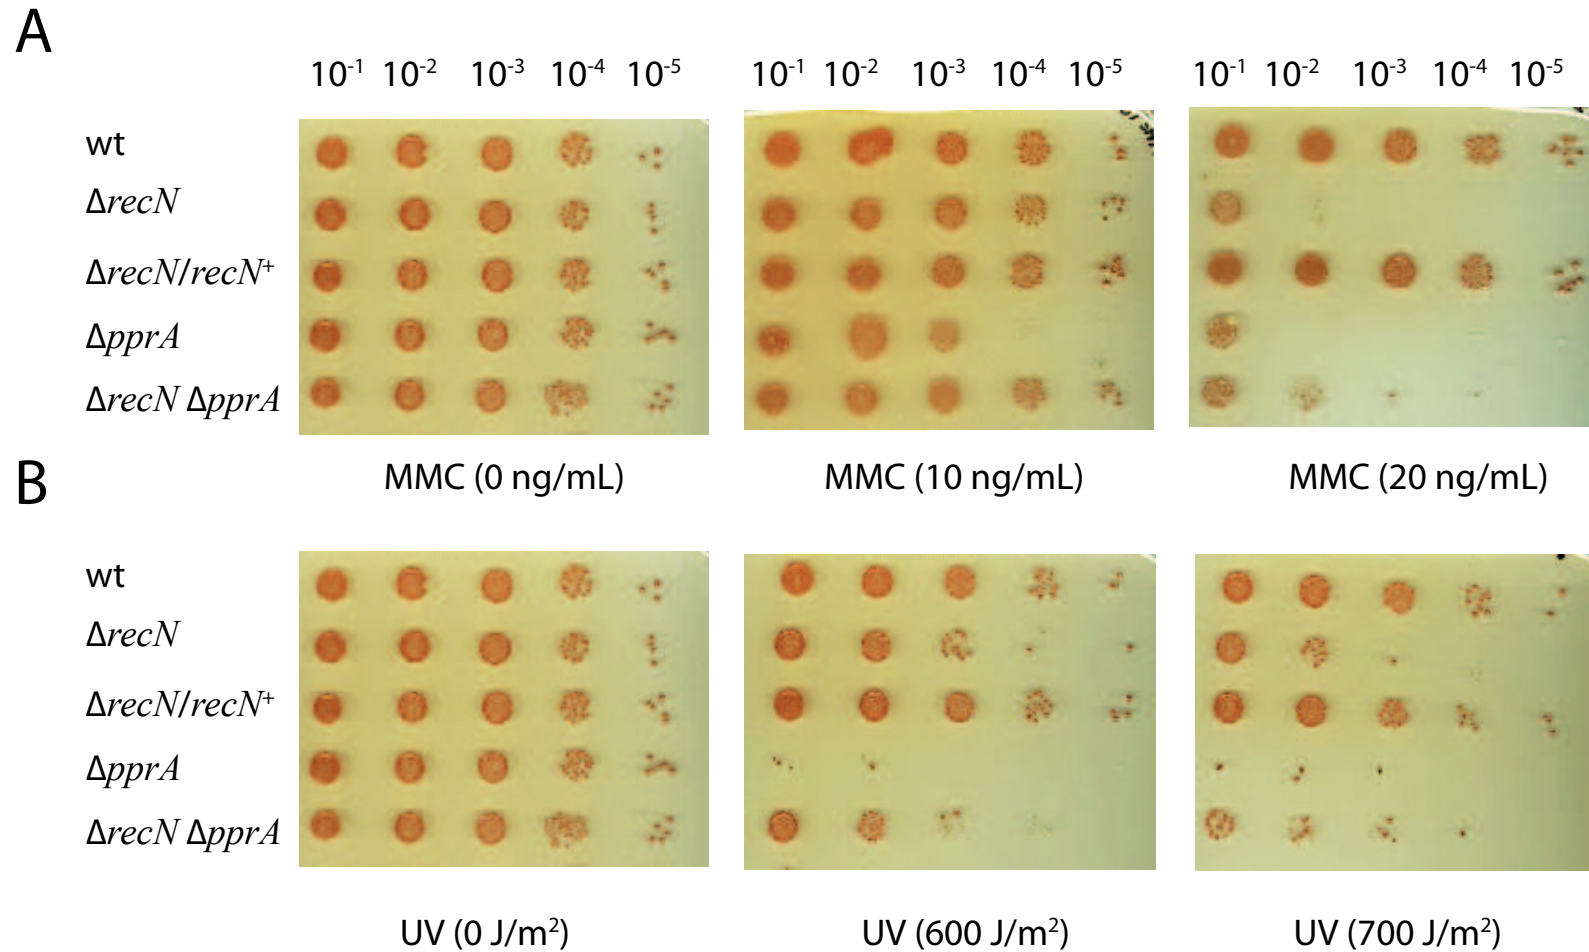 A
10⁻¹ 10⁻² 10⁻³ 10⁻⁴ 10⁻⁵ 10⁻¹ 10⁻² 10⁻³ 10⁻⁴ 10⁻⁵ 10⁻¹ 10⁻² 10⁻³ 10⁻⁴ 10⁻⁵
wt
ΔrecN
ΔrecN/recN⁺
ΔpprA
ΔrecN ΔpprA
MMC (0 ng/mL) MMC (10 ng/mL) MMC (20 ng/mL)
B
wt
ΔrecN
ΔrecN/recN⁺
ΔpprA
ΔrecN ΔpprA
UV (0 J/m²) UV (600 J/m²) UV (700 J/m²)